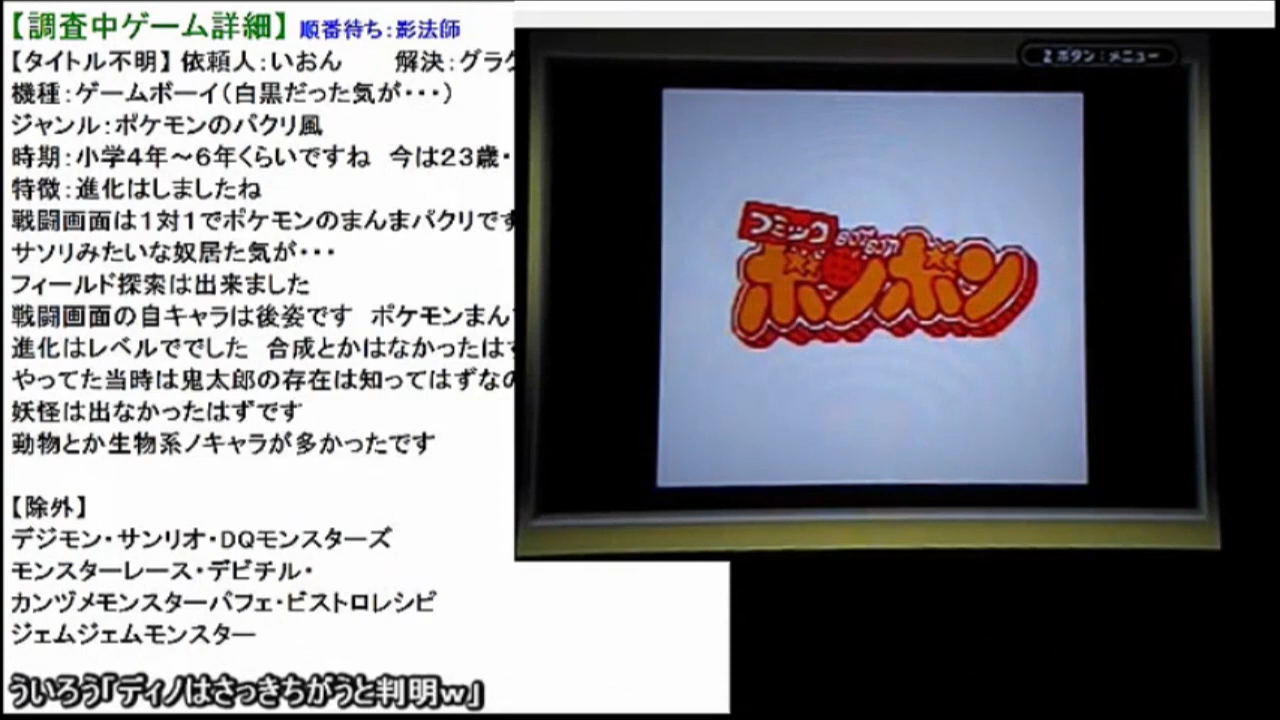 【調査中ゲーム詳細】 順番待ち:影法師
【タイトル不明】 依頼人:いおん 解決:グラ
機種:ゲームボーイ(白黒だった気が・・・)
ジャンル:ポケモンのパクリ風
時期:小学4年～6年くらいですね 今は23歳・
特徴:進化はしましたね
戦闘画面は1対1でポケモンのまんまパクリです
サソリみたいな奴居た気が・・・
フィールド探索は出来ました
戦闘画面の自キャラは後姿です ポケモンまん
進化はレベルででした 合成とかはなかったは
やってた当時は鬼太郎の存在は知ってはずな
妖怪は出なかったはずです
動物とか生物系ノキャラが多かったです
【除外】
デジモン・サンリオ・DQモンスターズ
モンスターレース・デビチル・
カンヅメモンスターパフェ・ビストロレシピ
ジェムジェムモンスター
ういろう「ディノはさっきちがうと判明w」
Zボタン:メニュー
コミック
ボンボン